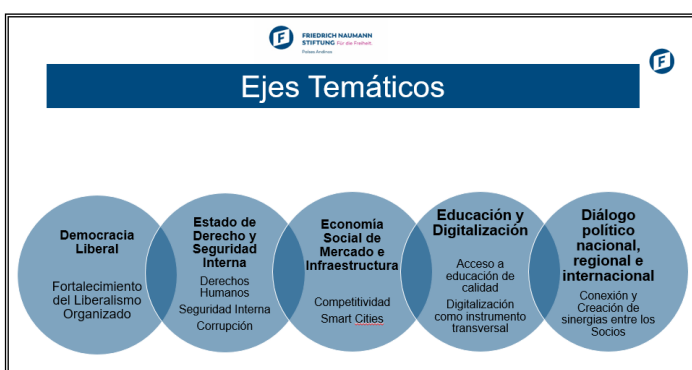 FRIEDRICH NAUMANN
STIFTUNG Für die Freiheit.
Países Andinos
Ejes Temáticos
Democracia
Liberal
Fortalecimiento
del Liberalismo
Organizado
Estado de
Derecho y
Seguridad
Interna
Derechos
Humanos
Seguridad Interna
Corrupción
Economía
Social de
Mercado e
Infraestructura
Competitividad
Smart Cities
Educación y
Digitalización
Acceso a
educación de
calidad
Digitalización
como instrumento
transversal
Diálogo
político
nacional,
regional e
internacional
Conexión y
Creación de
sinergias entre los
Socios